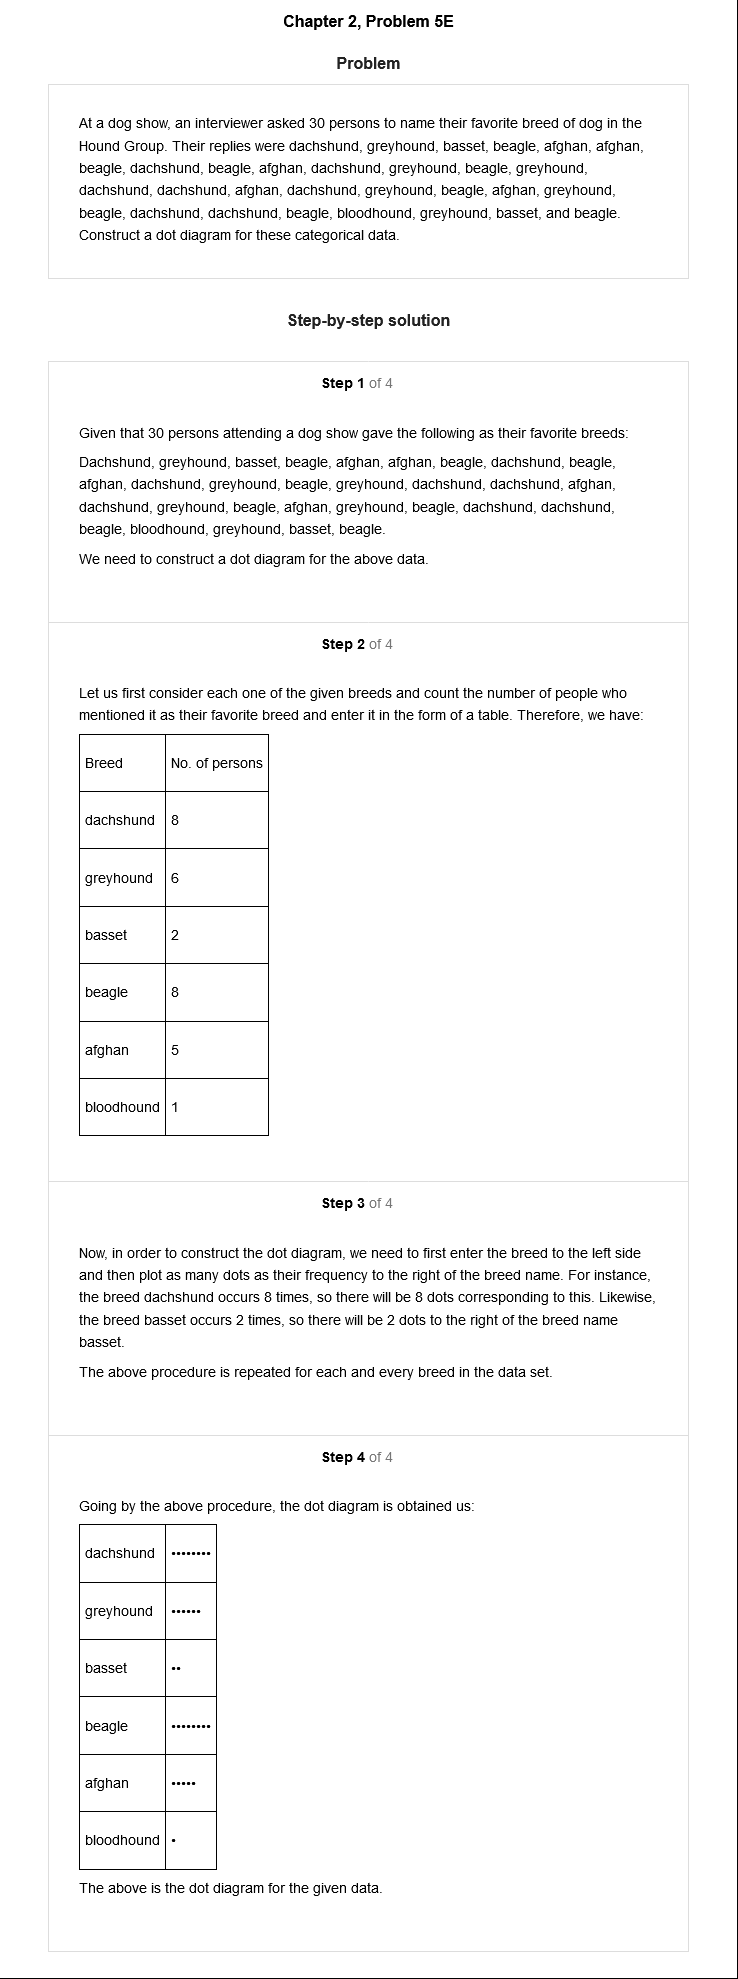 Chapter 2, Problem 5E
Problem
At a dog show, an interviewer asked 30 persons to name their favorite breed of dog in the
Hound Group. Their replies were dachshund, greyhound, basset, beagle, afghan, afghan,
beagle, dachshund, beagle, afghan, dachshund, greyhound, beagle, greyhound,
dachshund, dachshund, afghan, dachshund, greyhound, beagle, afghan, greyhound,
beagle, dachshund, dachshund, beagle, bloodhound, greyhound, basset, and beagle.
Construct a dot diagram for these categorical data.
Step-by-step solution
Step 1 of 4
Given that 30 persons attending a dog show gave the following as their favorite breeds:
Dachshund, greyhound, basset, beagle, afghan, afghan, beagle, dachshund, beagle,
afghan, dachshund, greyhound, beagle, greyhound, dachshund, dachshund, afghan,
dachshund, greyhound, beagle, afghan, greyhound, beagle, dachshund, dachshund,
beagle, bloodhound, greyhound, basset, beagle.
We need to construct a dot diagram for the above data.
Step 2 of 4
Let us first consider each one of the given breeds and count the number of people who
mentioned it as their favorite breed and enter it in the form of a table. Therefore, we have:
Breed No. of persons
dachshund 8
greyhound 6
basset 2
beagle 8
afghan 5
bloodhound 1
Step 3 of 4
Now, in order to construct the dot diagram, we need to first enter the breed to the left side
and then plot as many dots as their frequency to the right of the breed name. For instance,
the breed dachshund occurs 8 times, so there will be 8 dots corresponding to this. Likewise,
the breed basset occurs 2 times, so there will be 2 dots to the right of the breed name
basset.
The above procedure is repeated for each and every breed in the data set.
Step 4 of 4
Going by the above procedure, the dot diagram is obtained us:
dachshund ••••••••
greyhound ••••••
basset ••
beagle ••••••••
afghan •••••
bloodhound •
The above is the dot diagram for the given data.